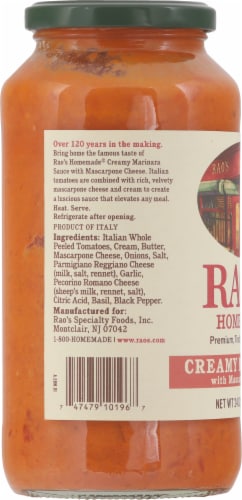 Over 120 years in the making.
Bring home the famous taste of
Rao's Homemade® Creamy Marinara
Sauce with Mascarpone Cheese. Italian
tomatoes are combined with rich, velvety
mascarpone cheese and cream to create
a luscious sauce that elevates any meal.
Heat. Serve.
Refrigerate after opening.
PRODUCT OF ITALY
Ingredients: Italian Whole
Peeled Tomatoes, Cream, Butter,
Mascarpone Cheese, Onions, Salt,
Parmigiano Reggiano Cheese
(milk, salt, rennet), Garlic,
Pecorino Romano Cheese
(sheep's milk, rennet, salt),
Citric Acid, Basil, Black Pepper.
Manufactured for:
Rao's Specialty Foods, Inc.
Montclair, NJ 07042
1-800-HOMEMADE | www.raos.com
7 47479 10196 7
RAO'S
RA
HOME
Premium,
CREAMY
with
NET WT